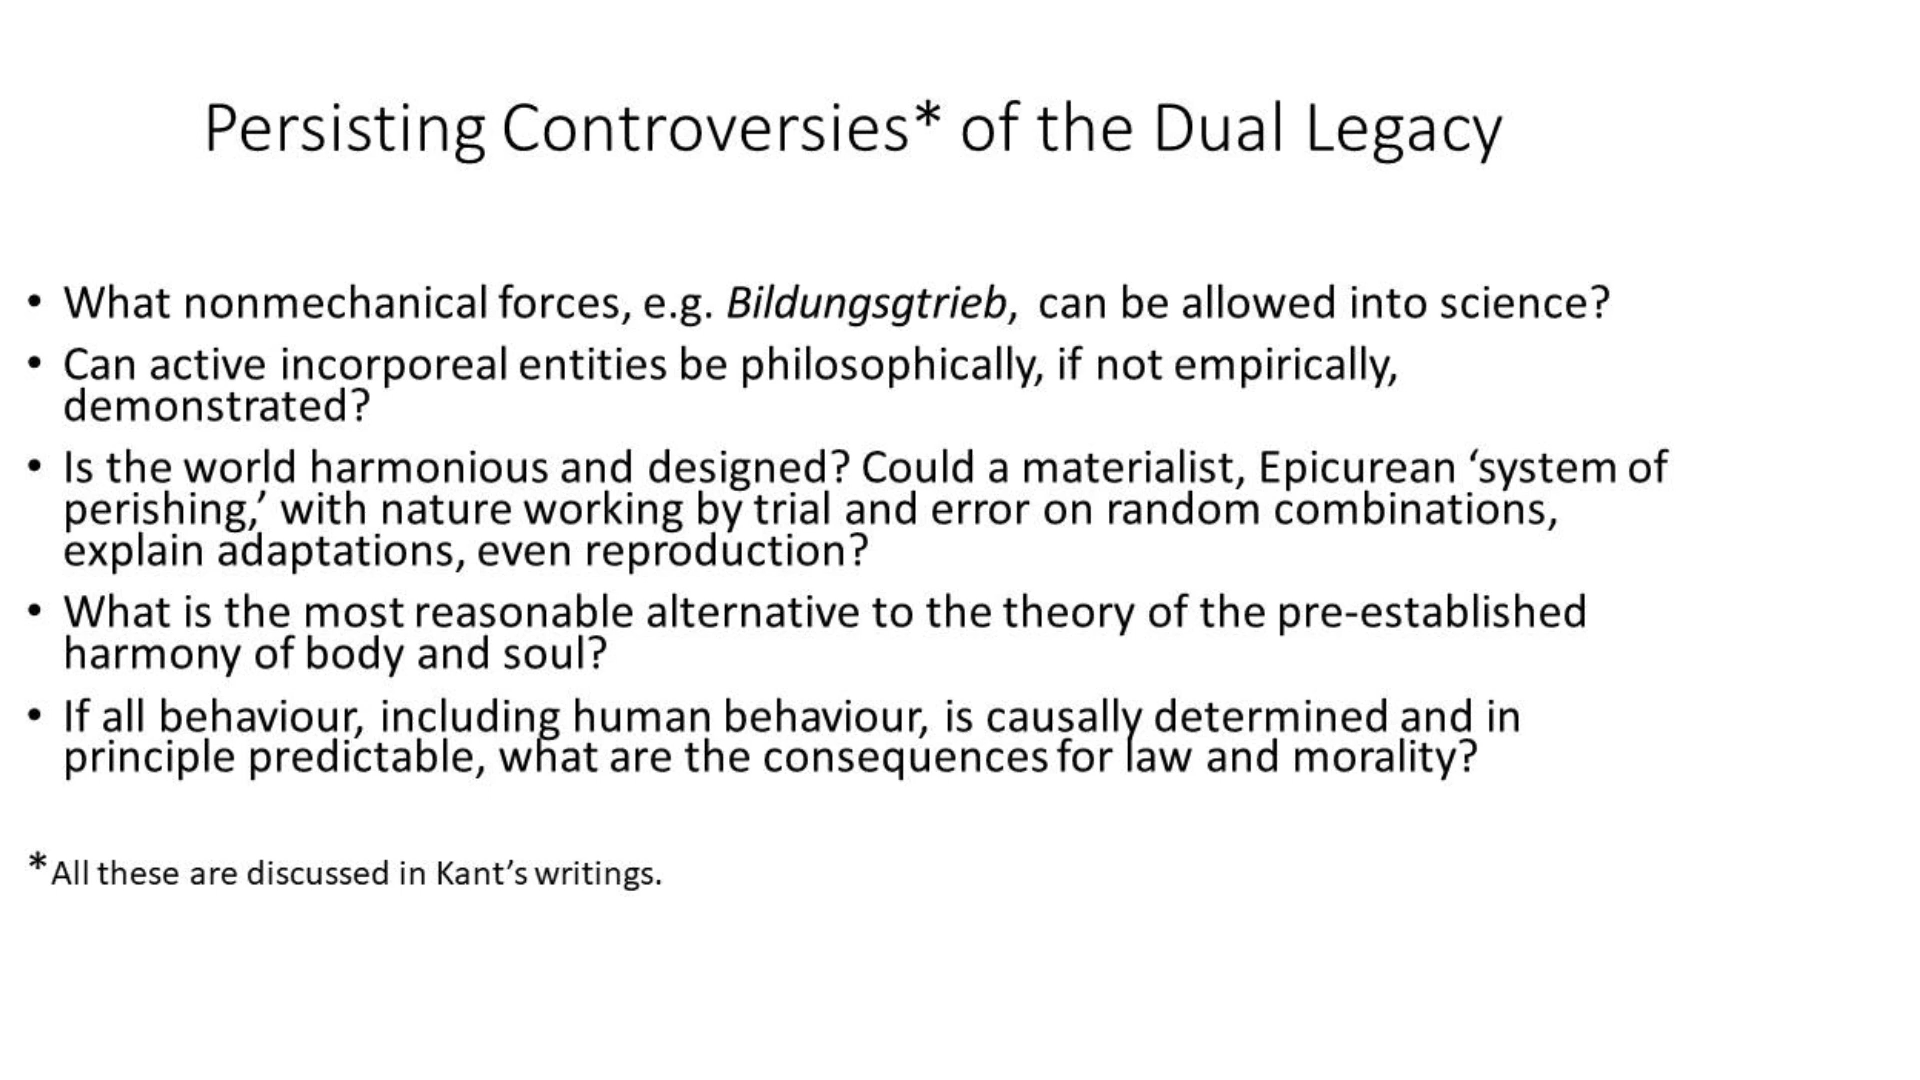 Persisting Controversies* of the Dual Legacy
• What nonmechanical forces, e.g. Bildungsgtrieb, can be allowed into science?
• Can active incorporeal entities be philosophically, if not empirically,
demonstrated?
• Is the world harmonious and designed? Could a materialist, Epicurean ‘system of
perishing,’ with nature working by trial and error on random combinations,
explain adaptations, even reproduction?
• What is the most reasonable alternative to the theory of the pre-established
harmony of body and soul?
• If all behaviour, including human behaviour, is causally determined and in
principle predictable, what are the consequences for law and morality?
*All these are discussed in Kant’s writings.